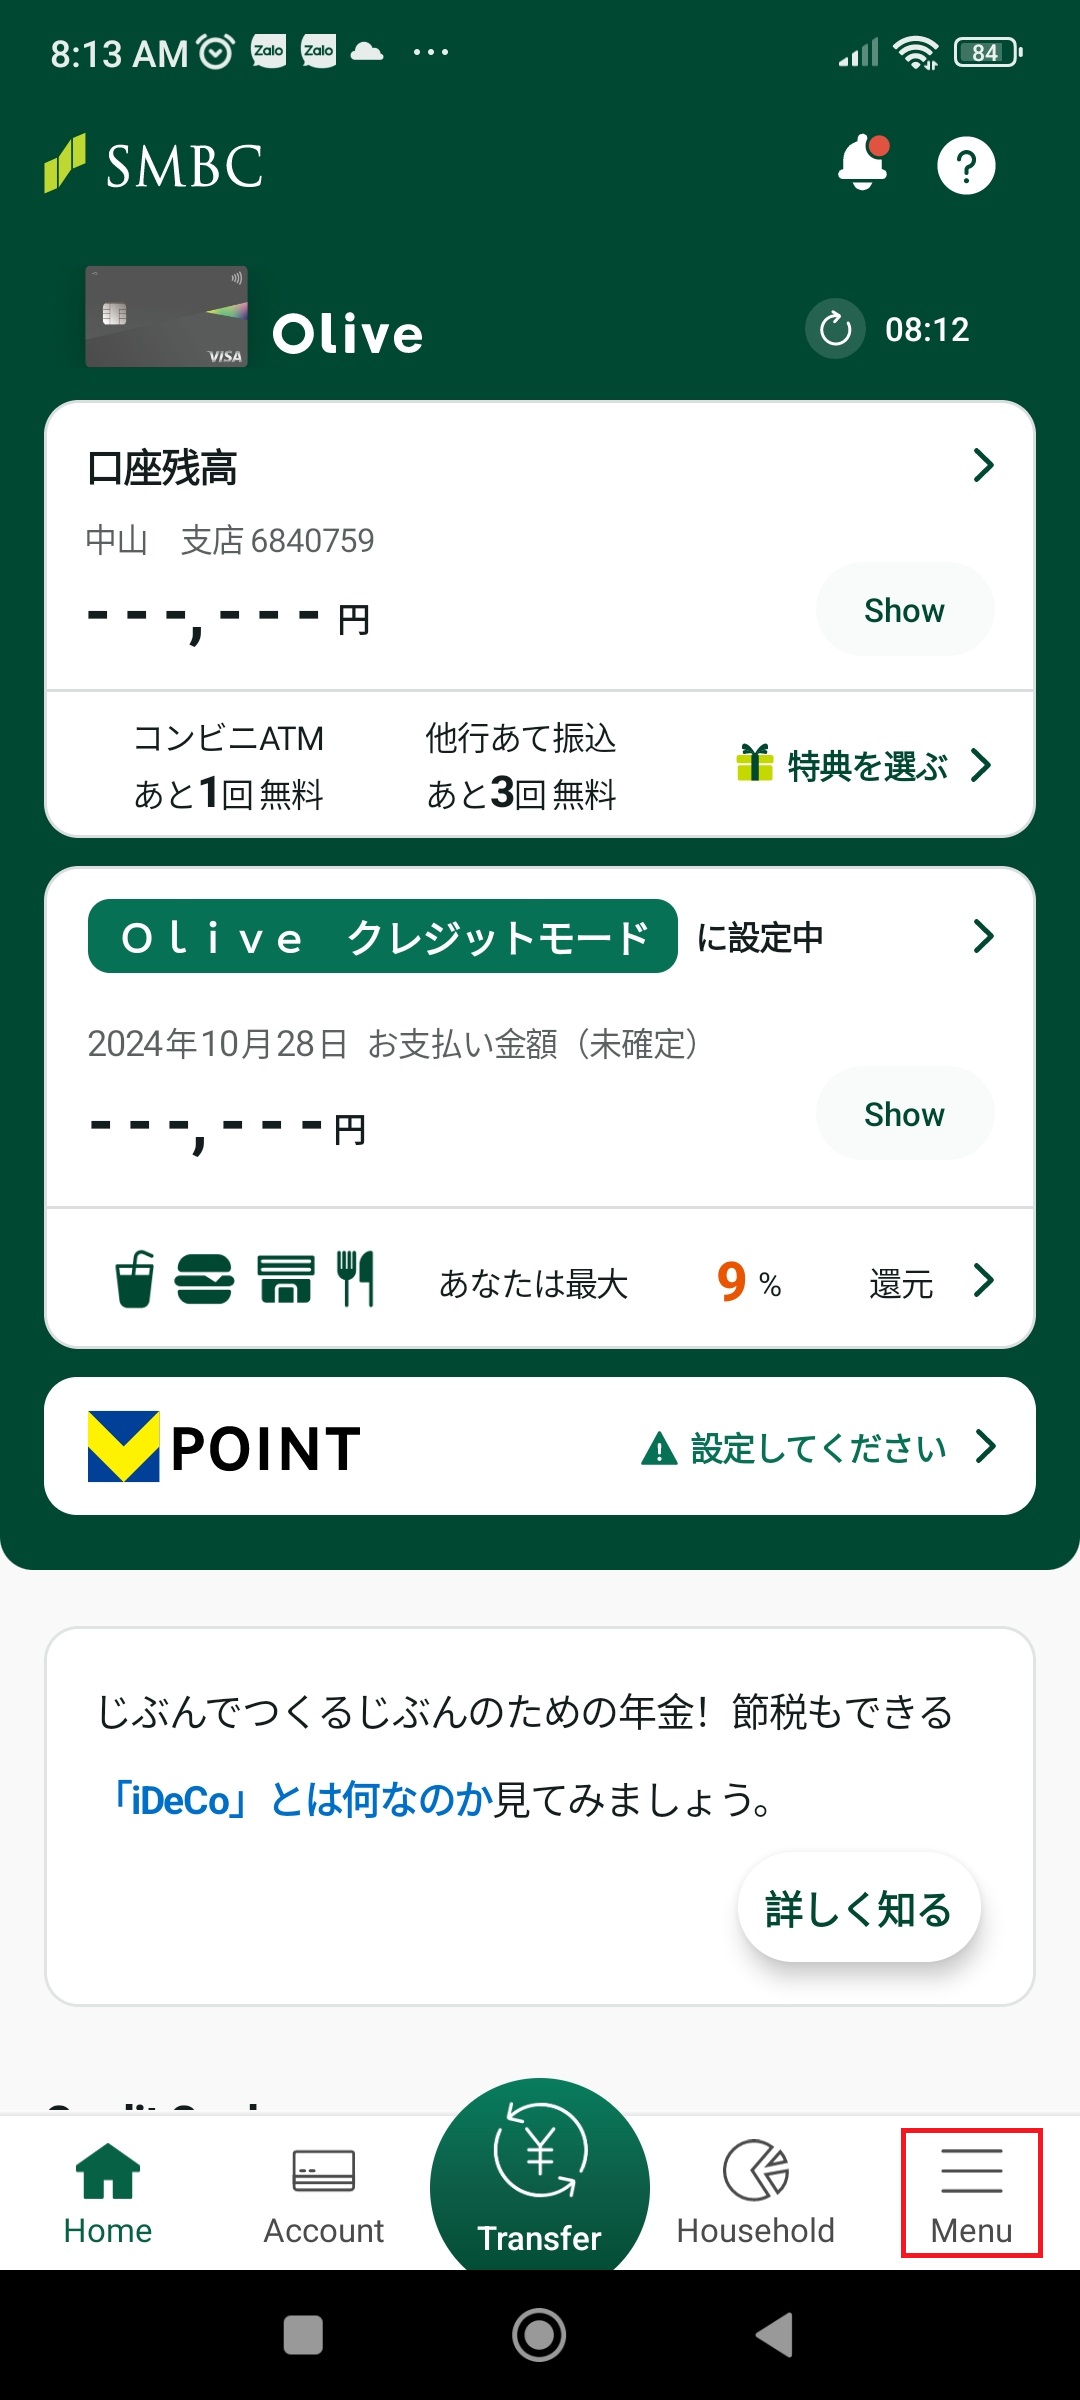 8:13 AM Zalo Zalo 84
SMBC
VISA
Olive 08:12
口座残高
中山　支店 6840759
---,--- 円 Show
コンビニATM 他行あて振込
あと1回 無料 あと3回 無料 特典を選ぶ
Ｏｌｉｖｅ　クレジットモード に設定中
2024年10月28日 お支払い金額（未確定）
---,--- 円 Show
あなたは最大 9 % 還元
POINT 設定してください
じぶんでつくるじぶんのための年金！節税もできる
「iDeCo」とは何なのか見てみましょう。
詳しく知る
Home Account Transfer Household Menu